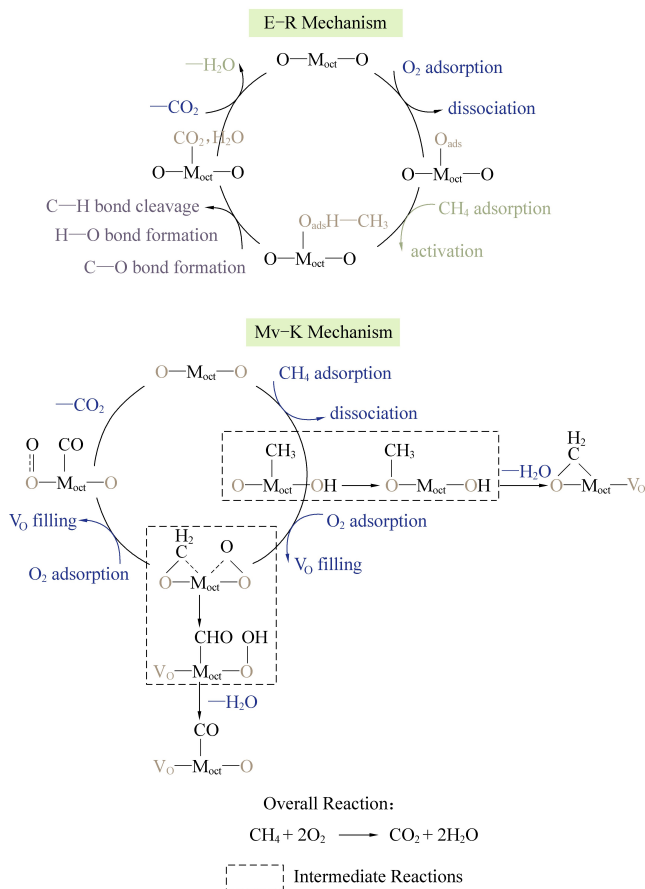 E−R Mechanism
—H₂O
O—Mₒcₜ—O
O₂ adsorption
—CO₂
dissociation
CO₂,H₂O
O—Mₒcₜ—O
Oₐds
O—Mₒcₜ—O
C—H bond cleavage
H—O bond formation
C—O bond formation
OₐdsH—CH₃
O—Mₒcₜ—O
CH₄ adsorption
activation
Mv−K Mechanism
O—Mₒcₜ—O
CH₄ adsorption
—CO₂
dissociation
O CO
O—Mₒcₜ—O
CH₃
O—Mₒcₜ—OH
CH₃
O—Mₒcₜ—OH
—H₂O
H₂
C
O—Mₒcₜ—Vₒ
O₂ adsorption
Vₒ filling
Vₒ filling
O₂ adsorption
H₂
C O
O—Mₒcₜ—O
CHO OH
Vₒ—Mₒcₜ—O
—H₂O
CO
Vₒ—Mₒcₜ—O
Overall Reaction:
CH₄ + 2O₂ ⟶ CO₂ + 2H₂O
Intermediate Reactions